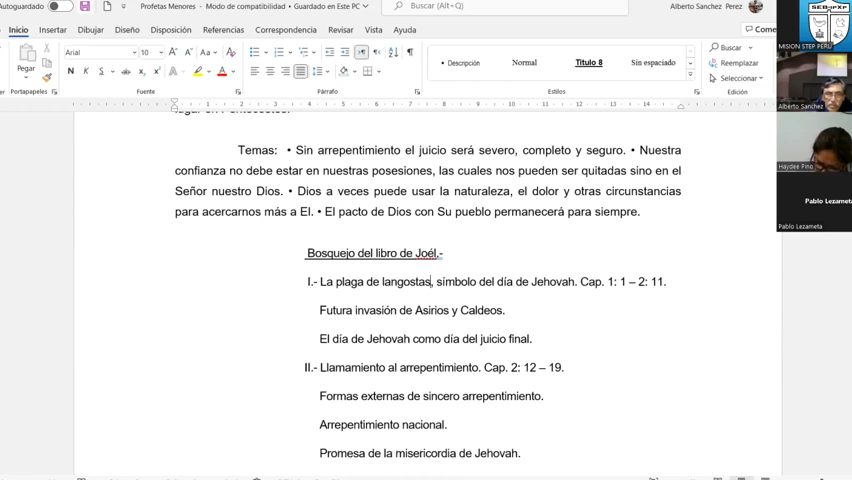 Autoguardado
Profetas Menores - Modo de compatibilidad • Guardado en Este PC
Buscar (Alt+Q)
Alberto Sanchez Perez
Inicio Insertar Dibujar Diseño Disposición Referencias Correspondencia Revisar Vista Ayuda
Come
Pegar
Arial
10
Aa
N K S
Descripción
Normal
Titulo 8
Sin espaciado
Buscar
Reemplazar
Seleccionar
Portapapeles
Fuente
Párrafo
Estilos
Edición
MISION STEP PERU
Alberto Sanchez
Haydee Pino
Pablo Lezameta
Pablo Lezameta
Temas: • Sin arrepentimiento el juicio será severo, completo y seguro. • Nuestra
confianza no debe estar en nuestras posesiones, las cuales nos pueden ser quitadas sino en el
Señor nuestro Dios. • Dios a veces puede usar la naturaleza, el dolor y otras circunstancias
para acercarnos más a El. • El pacto de Dios con Su pueblo permanecerá para siempre.
Bosquejo del libro de Joél.-
I.- La plaga de langostas, símbolo del día de Jehovah. Cap. 1: 1 – 2: 11.
Futura invasión de Asirios y Caldeos.
El día de Jehovah como día del juicio final.
II.- Llamamiento al arrepentimiento. Cap. 2: 12 – 19.
Formas externas de sincero arrepentimiento.
Arrepentimiento nacional.
Promesa de la misericordia de Jehovah.